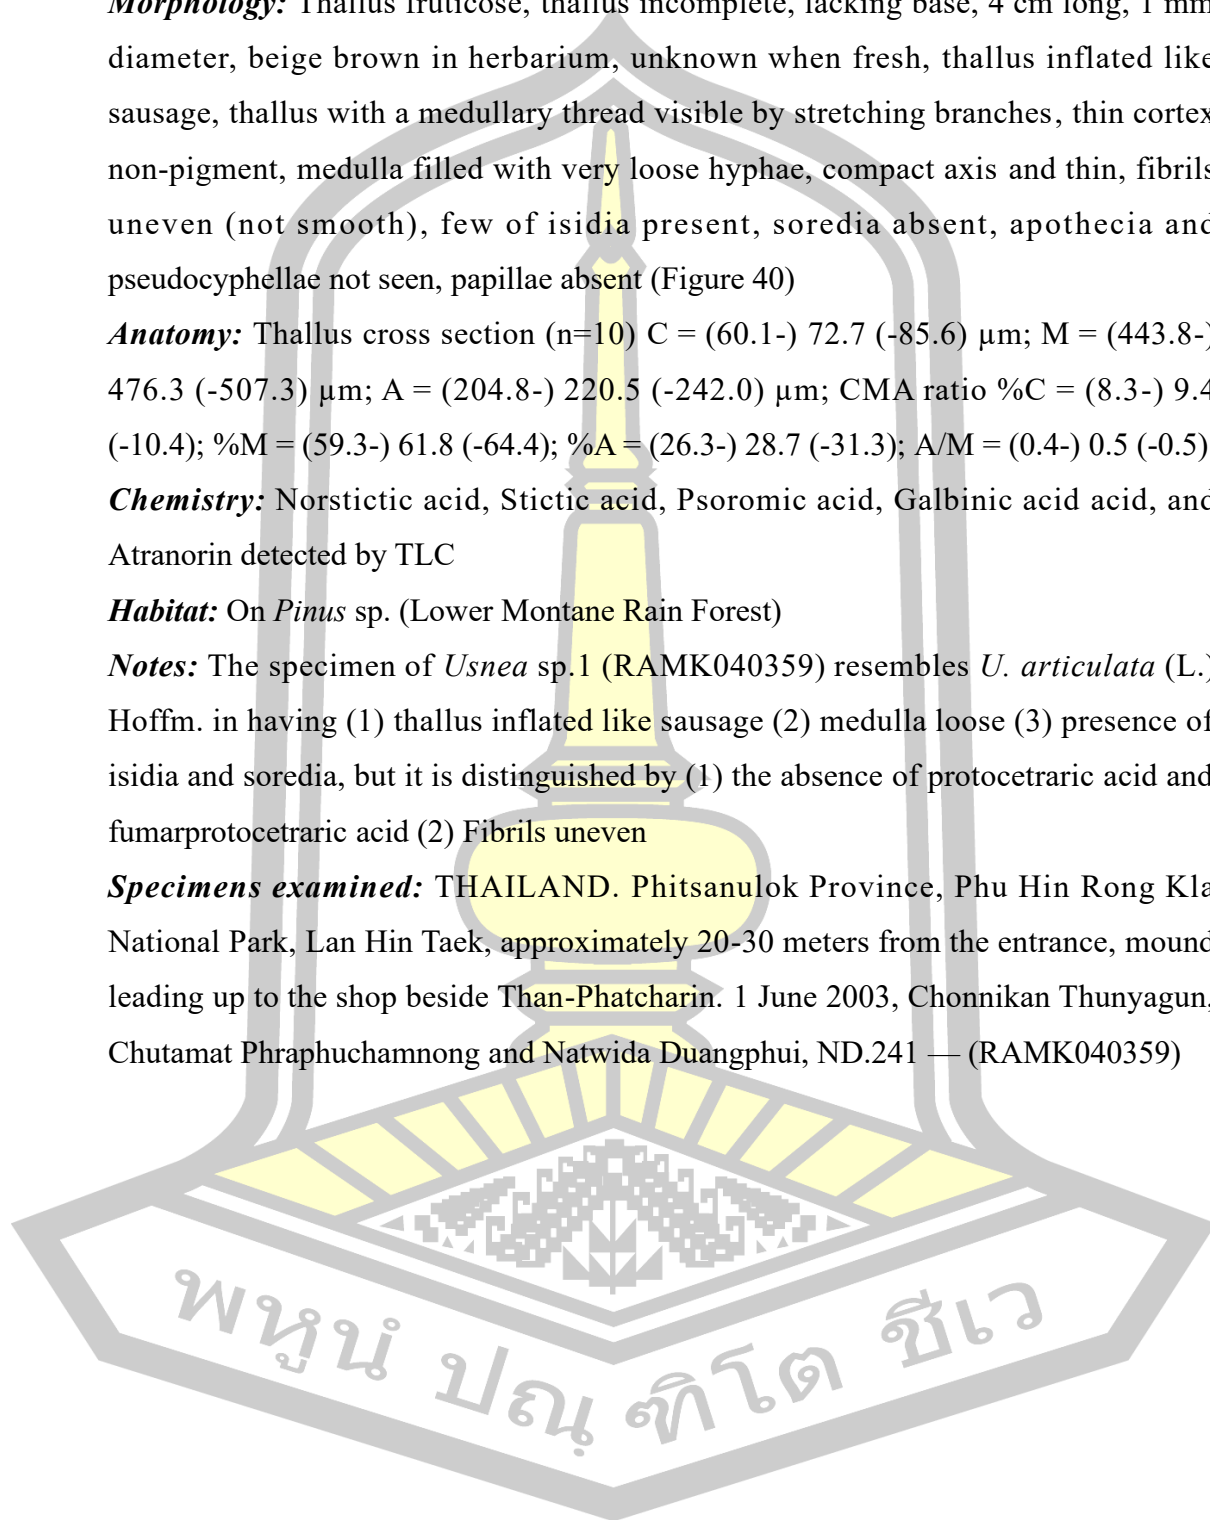 Morphology: Thallus fruticose, thallus incomplete, lacking base, 4 cm long, 1 mm
diameter, beige brown in herbarium, unknown when fresh, thallus inflated like
sausage, thallus with a medullary thread visible by stretching branches, thin cortex
non-pigment, medulla filled with very loose hyphae, compact axis and thin, fibrils
uneven (not smooth), few of isidia present, soredia absent, apothecia and
pseudocyphellae not seen, papillae absent (Figure 40)
Anatomy: Thallus cross section (n=10) C = (60.1-) 72.7 (-85.6) µm; M = (443.8-)
476.3 (-507.3) µm; A = (204.8-) 220.5 (-242.0) µm; CMA ratio %C = (8.3-) 9.4
(-10.4); %M = (59.3-) 61.8 (-64.4); %A = (26.3-) 28.7 (-31.3); A/M = (0.4-) 0.5 (-0.5)
Chemistry: Norstictic acid, Stictic acid, Psoromic acid, Galbinic acid acid, and
Atranorin detected by TLC
Habitat: On Pinus sp. (Lower Montane Rain Forest)
Notes: The specimen of Usnea sp.1 (RAMK040359) resembles U. articulata (L.)
Hoffm. in having (1) thallus inflated like sausage (2) medulla loose (3) presence of
isidia and soredia, but it is distinguished by (1) the absence of protocetraric acid and
fumarprotocetraric acid (2) Fibrils uneven
Specimens examined: THAILAND. Phitsanulok Province, Phu Hin Rong Kla
National Park, Lan Hin Taek, approximately 20-30 meters from the entrance, mound
leading up to the shop beside Than-Phatcharin. 1 June 2003, Chonnikan Thunyagun,
Chutamat Phraphuchamnong and Natwida Duangphui, ND.241 — (RAMK040359)
พหูนํ ปณฺ ฑิโต ชีเว